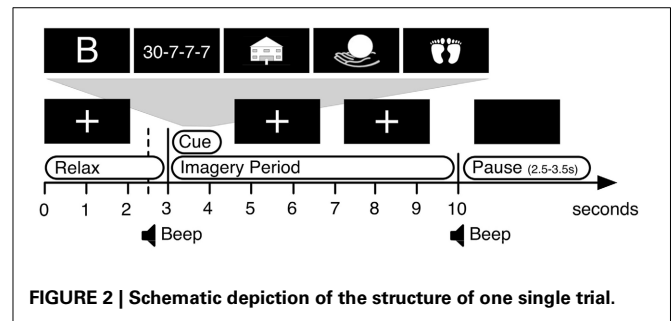 B 30-7-7-7
Cue
Relax Imagery Period Pause (2.5-3.5s)
0 1 2 3 4 5 6 7 8 9 10 seconds
Beep Beep
FIGURE 2 | Schematic depiction of the structure of one single trial.